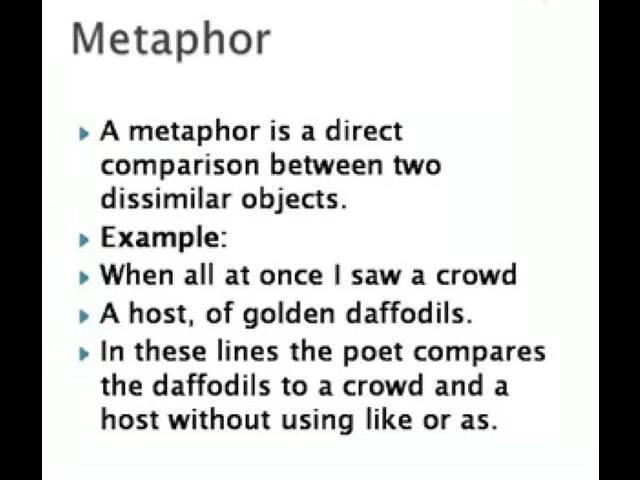 Metaphor
A metaphor is a direct
comparison between two
dissimilar objects.
Example:
When all at once I saw a crowd
A host, of golden daffodils.
In these lines the poet compares
the daffodils to a crowd and a
host without using like or as.